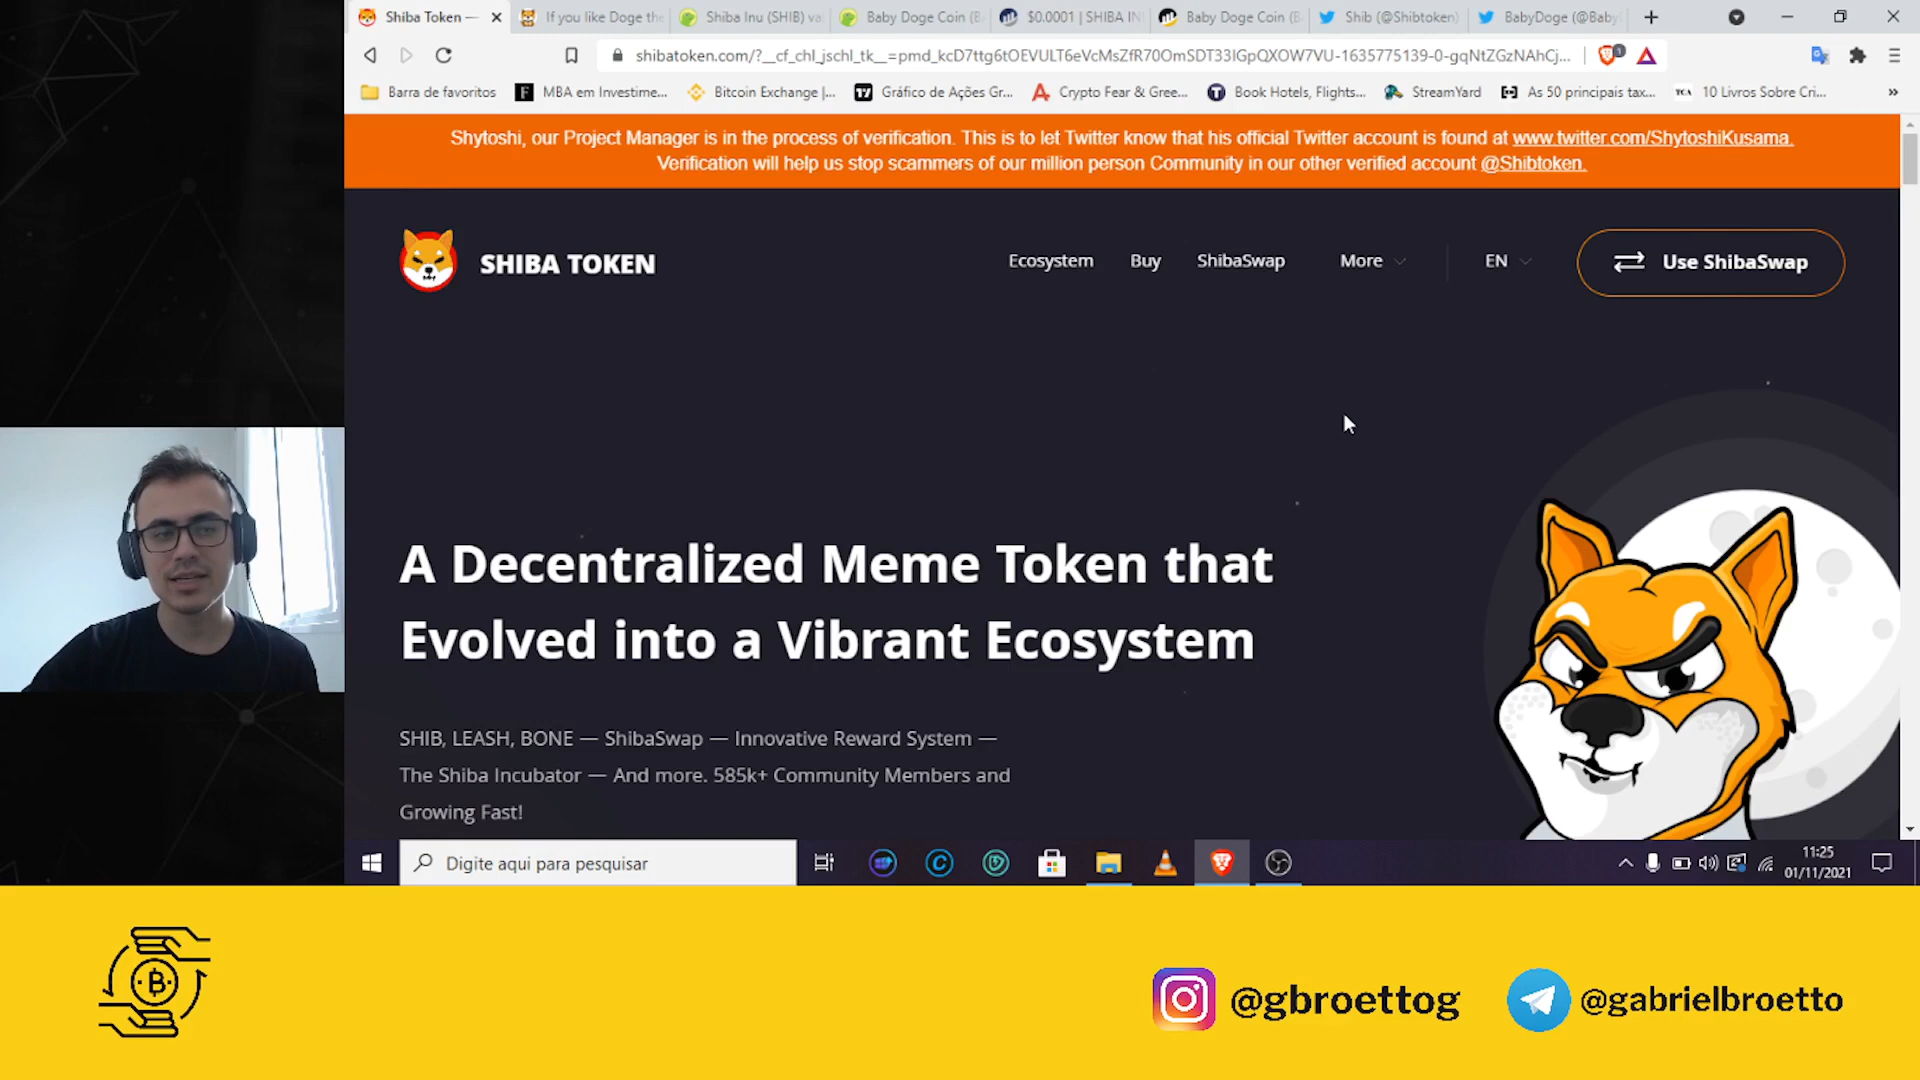 Shiba Token —
If you like Doge the
Shiba Inu (SHIB) va
Baby Doge Coin (B
$0.0001 | SHIBA IN
Baby Doge Coin (B
Shib (@Shibtoken)
BabyDoge (@Baby
shibatoken.com/?__cf_chl_jschl_tk__=pmd_kcD7ttg6tOEVULT6eVcMsZfR70OmSDT33IGpQXOW7VU-1635775139-0-gqNtZGzNAhCj...
1
Barra de favoritos
MBA em Investime...
Bitcoin Exchange |...
Gráfico de Ações Gr...
Crypto Fear & Gree...
Book Hotels, Flights...
StreamYard
As 50 principais tax...
10 Livros Sobre Cri...
Shytoshi, our Project Manager is in the process of verification. This is to let Twitter know that his official Twitter account is found at www.twitter.com/ShytoshiKusama.
Verification will help us stop scammers of our million person Community in our other verified account @Shibtoken.
SHIBA TOKEN
Ecosystem
Buy
ShibaSwap
More
EN
Use ShibaSwap
A Decentralized Meme Token that
Evolved into a Vibrant Ecosystem
SHIB, LEASH, BONE — ShibaSwap — Innovative Reward System —
The Shiba Incubator — And more. 585k+ Community Members and
Growing Fast!
Digite aqui para pesquisar
11:25
01/11/2021
@gbroettog
@gabrielbroetto